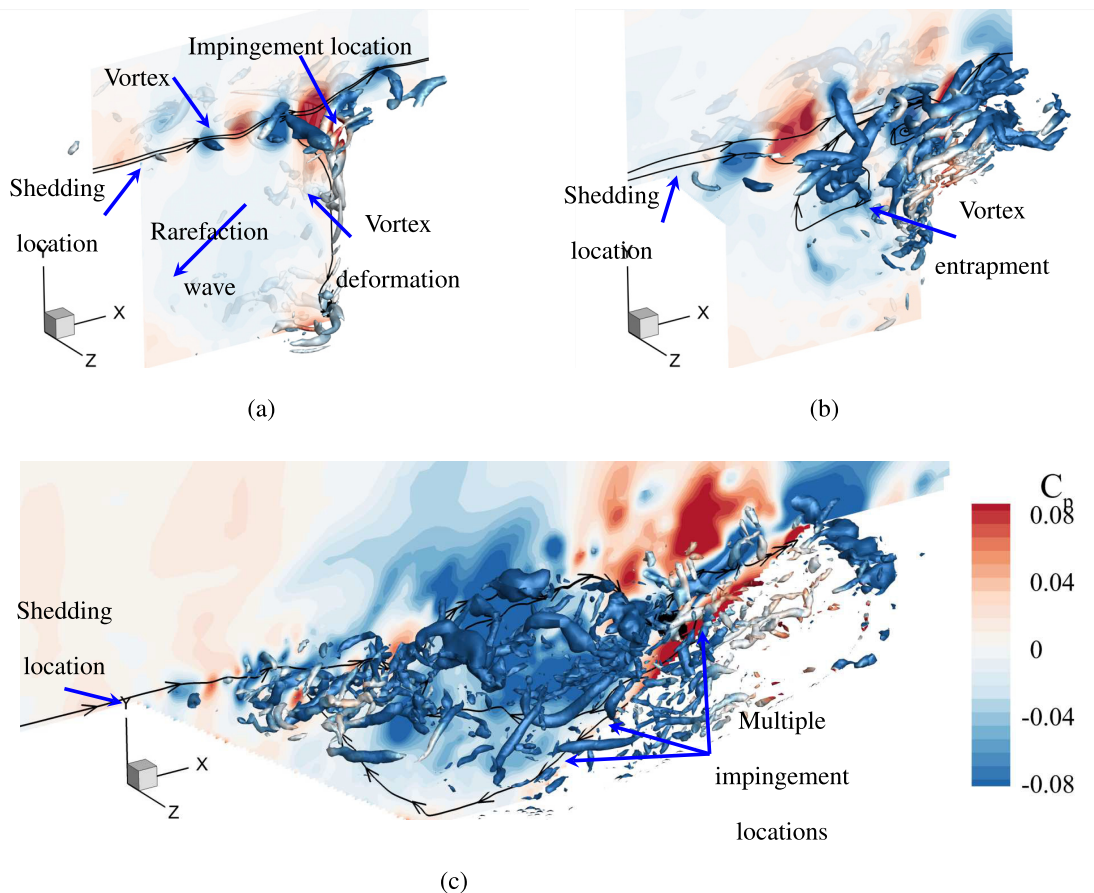 Impingement location
Vortex
Shedding
location
Rarefaction
wave
Vortex
deformation
Y
X
Z
(a)
Shedding
location
Vortex
entrapment
Y
X
Z
(b)
Shedding
location
Multiple
impingement
locations
Y
X
Z
Cp
0.08
0.04
0
-0.04
-0.08
(c)